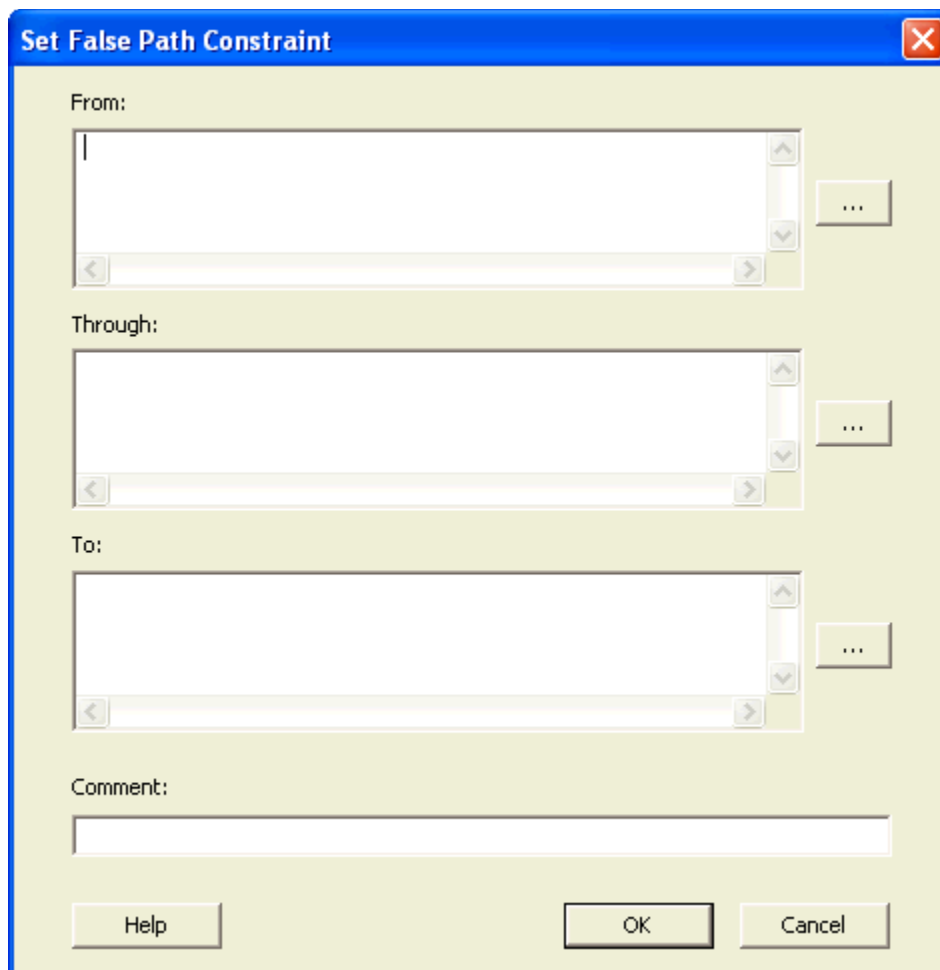 Set False Path Constraint
From:
...
Through:
...
To:
...
Comment:
Help OK Cancel